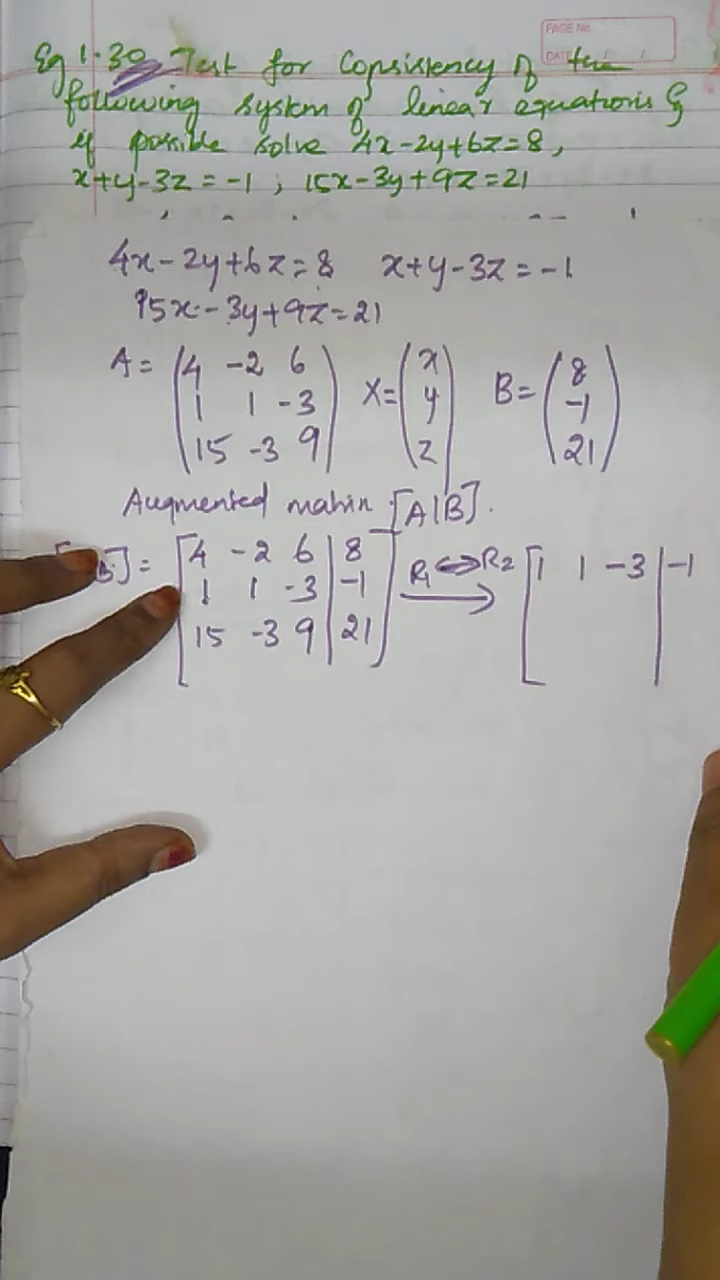 PAGE No.
DATE / /
Eg 1.30 Test for Consistency of the
following system of linear equations &
if possible solve 4x-2y+6z=8,
x+y-3z = -1 ; 15x-3y+9z=21
4x-2y+6z=8 x+y-3z=-1
15x-3y+9z=21
A= (4 -2 6 X= (x B= (8
1 1 -3 y -1
15 -3 9) z) 21)
Augmented matrix [A|B].
B] = [4 -2 6 | 8 R1⇔R2 [1 1 -3 | -1
1 1 -3 | -1
15 -3 9 | 21]